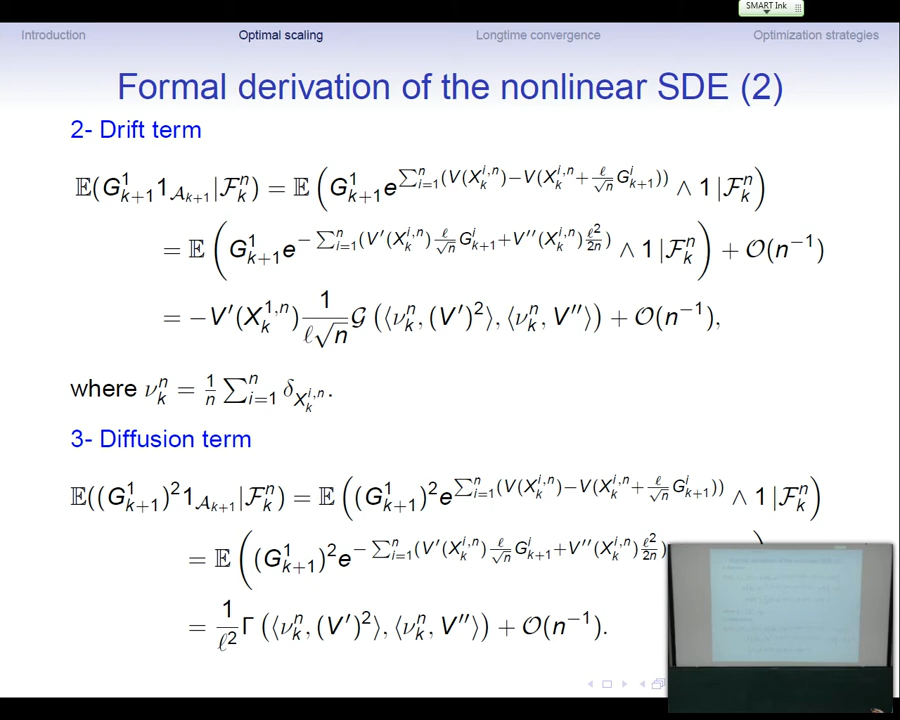 SMART Ink
Introduction Optimal scaling Longtime convergence Optimization strategies
Formal derivation of the nonlinear SDE (2)
2- Drift term
𝔼(G^1_{k+1} 1_{𝒜_{k+1}} | ℱ^n_k) = 𝔼 ( G^1_{k+1} e^{∑_{i=1}^n (V(X^{i,n}_k) − V(X^{i,n}_k + ℓ/√n G^i_{k+1}))} ∧ 1 | ℱ^n_k )
= 𝔼 ( G^1_{k+1} e^{− ∑_{i=1}^n (V′(X^{i,n}_k) ℓ/√n G^i_{k+1} + V″(X^{i,n}_k) ℓ²/2n)} ∧ 1 | ℱ^n_k ) + 𝒪(n^{−1})
= −V′(X^{1,n}_k) 1/(ℓ√n) 𝒢 (⟨ν^n_k, (V′)²⟩, ⟨ν^n_k, V″⟩) + 𝒪(n^{−1}),
where ν^n_k = 1/n ∑_{i=1}^n δ_{X^{i,n}_k}.
3- Diffusion term
𝔼((G^1_{k+1})² 1_{𝒜_{k+1}} | ℱ^n_k) = 𝔼 ( (G^1_{k+1})² e^{∑_{i=1}^n (V(X^{i,n}_k) − V(X^{i,n}_k + ℓ/√n G^i_{k+1}))} ∧ 1 | ℱ^n_k )
= 𝔼 ( (G^1_{k+1})² e^{− ∑_{i=1}^n (V′(X^{i,n}_k) ℓ/√n G^i_{k+1} + V″(X^{i,n}_k) ℓ²/2n)}
= 1/ℓ² Γ (⟨ν^n_k, (V′)²⟩, ⟨ν^n_k, V″⟩) + 𝒪(n^{−1}).